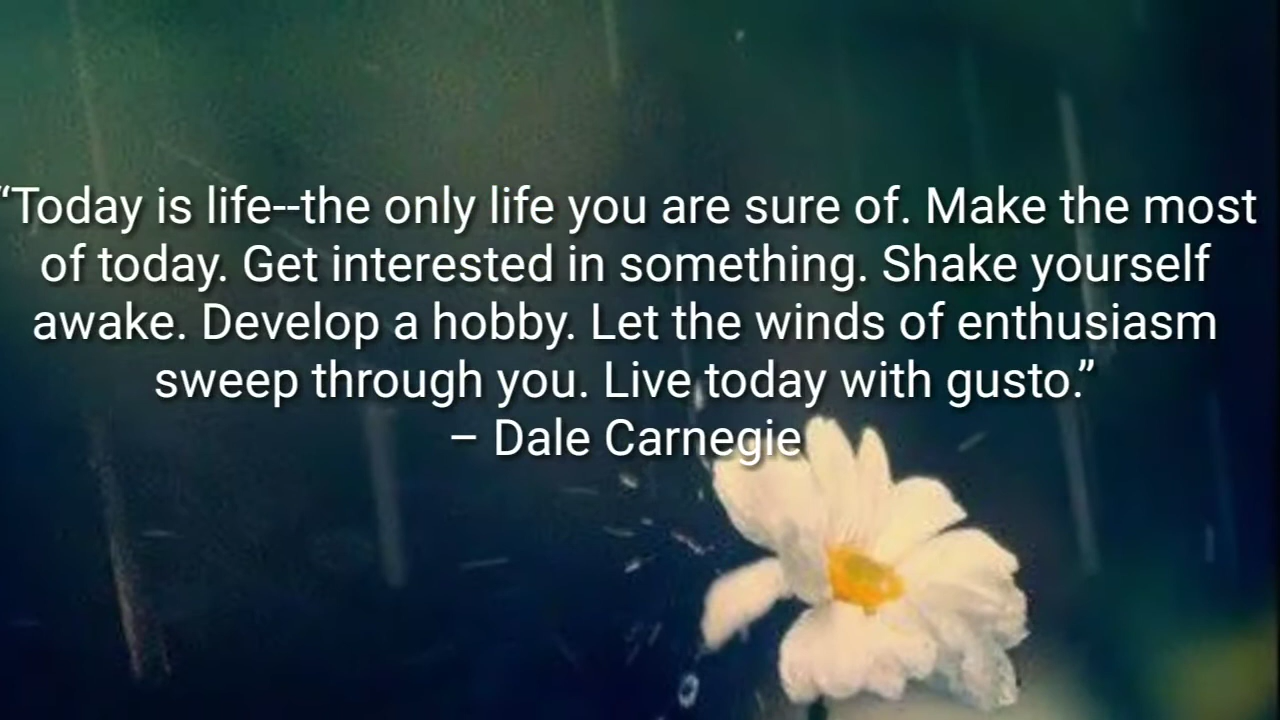 “Today is life--the only life you are sure of. Make the most
of today. Get interested in something. Shake yourself
awake. Develop a hobby. Let the winds of enthusiasm
sweep through you. Live today with gusto.”
– Dale Carnegie